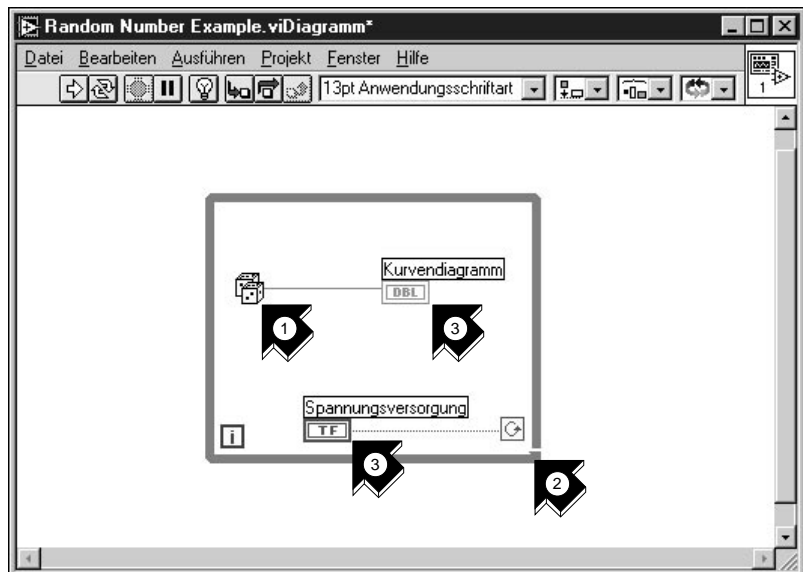 Random Number Example.viDiagramm*
Datei Bearbeiten Ausführen Projekt Fenster Hilfe
13pt Anwendungsschriftart
1
Kurvendiagramm
DBL
1
3
Spannungsversorgung
TF
i
3
2